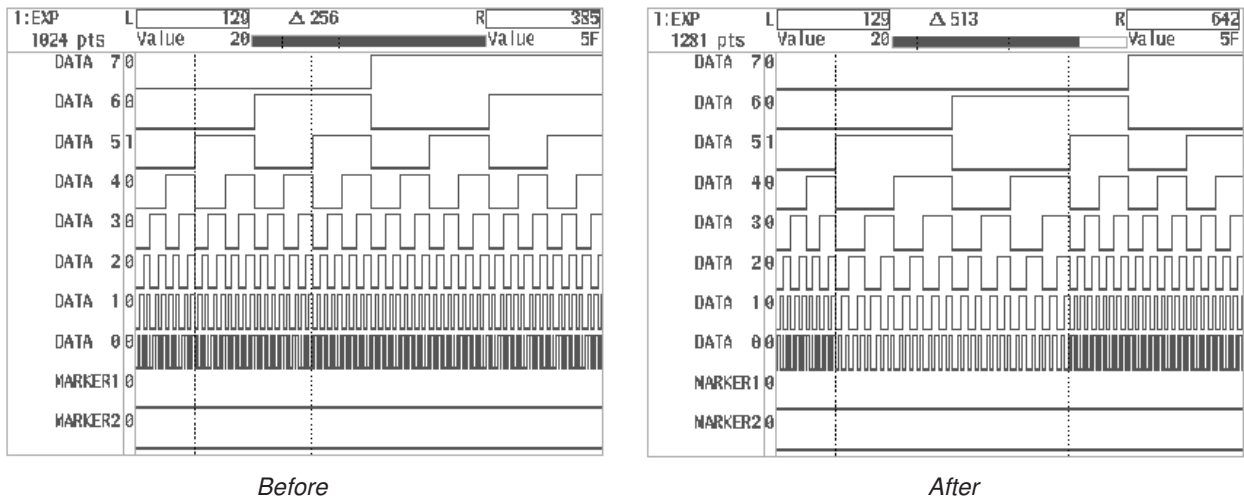 1:EXP L 129 Δ 256 R 385
1024 pts Value 20 Value 5F
DATA 7 0
DATA 6 0
DATA 5 1
DATA 4 0
DATA 3 0
DATA 2 0
DATA 1 0
DATA 0 0
MARKER1 0
MARKER2 0
Before
1:EXP L 129 Δ 513 R 642
1281 pts Value 20 Value 5F
DATA 7 0
DATA 6 0
DATA 5 1
DATA 4 0
DATA 3 0
DATA 2 0
DATA 1 0
DATA 0 0
MARKER1 0
MARKER2 0
After